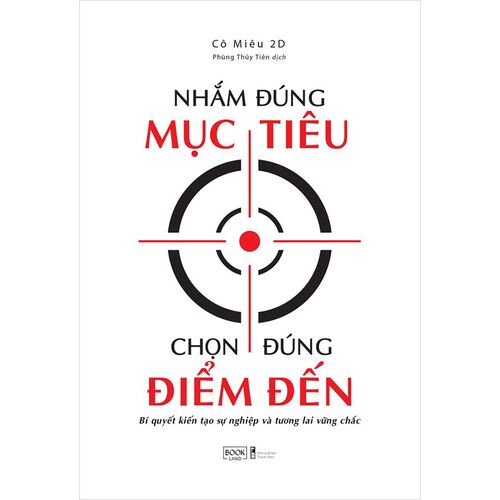 Cô Miêu 2D
Phùng Thủy Tiên dịch
NHẮM ĐÚNG
MỤC TIÊU
CHỌN ĐÚNG
ĐIỂM ĐẾN
Bí quyết kiến tạo sự nghiệp và tương lai vững chắc
BOOK
LAND